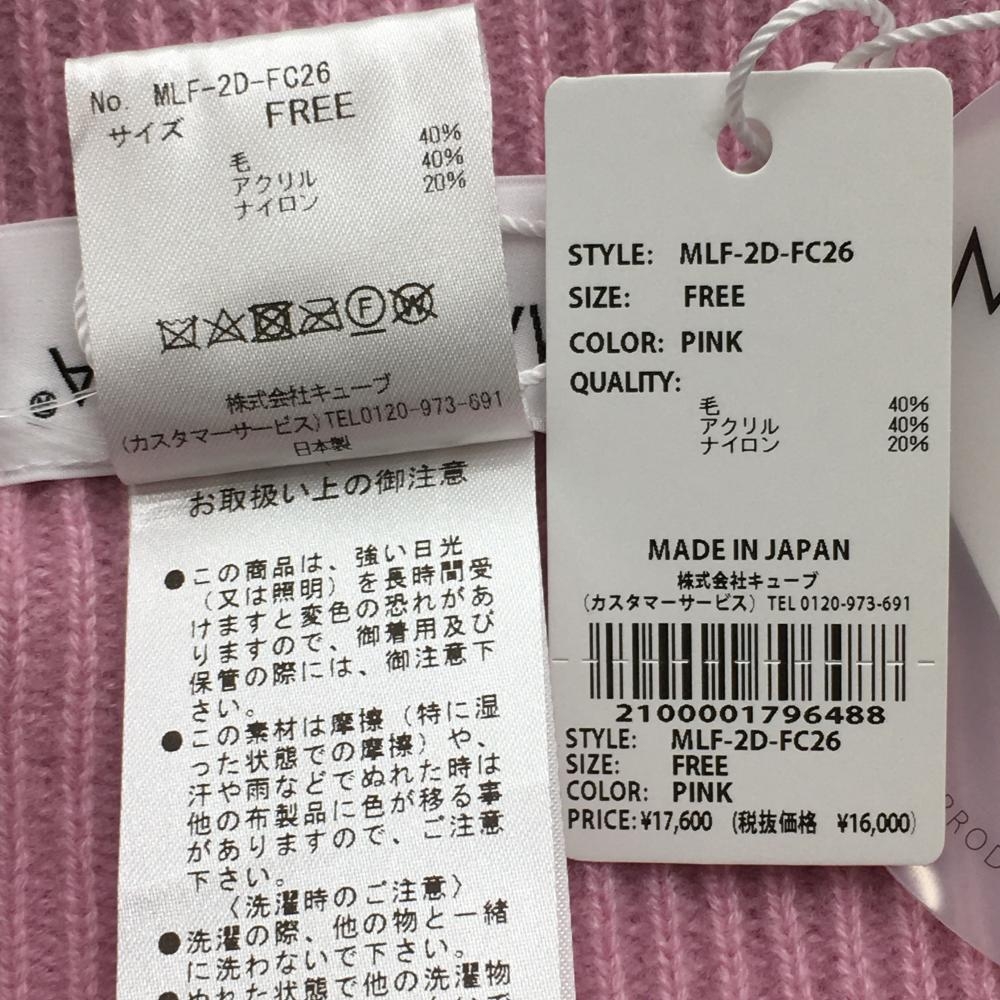 No. MLF-2D-FC26
サイズ FREE
40%
毛 40%
アクリル 20%
ナイロン
F
W
株式会社キューブ
(カスタマーサービス)TEL0120-973-691
日本製
お取扱い上の御注意
●この商品は、強い日光
(又は照明)を長時間受
けますと変色の恐れがあ
りますので、御着用及び
保管の際には、御注意下
さい。
●この素材は摩擦(特に湿
った状態での摩擦)や、
汗や雨などでぬれた時は
他の布製品に色が移る事
がありますので、ご注意
下さい。
〈洗濯時のご注意〉
●洗濯の際、他の物と一緒
に洗わないで下さい。
●ぬれた状態で他の洗濯物
STYLE: MLF-2D-FC26
SIZE: FREE
COLOR: PINK
QUALITY:
毛 40%
アクリル 40%
ナイロン 20%
MADE IN JAPAN
株式会社キューブ
(カスタマーサービス) TEL 0120-973-691
2100001796488
STYLE: MLF-2D-FC26
SIZE: FREE
COLOR: PINK
PRICE: ¥17,600 (税抜価格 ¥16,000)